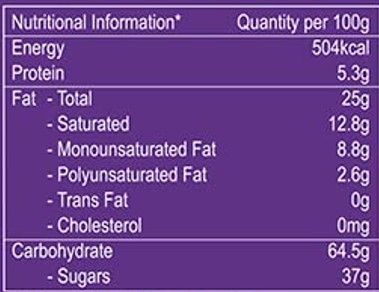 Nutritional Information* Quantity per 100g
Energy 504kcal
Protein 5.3g
Fat - Total 25g
- Saturated 12.8g
- Monounsaturated Fat 8.8g
- Polyunsaturated Fat 2.6g
- Trans Fat 0g
- Cholesterol 0mg
Carbohydrate 64.5g
- Sugars 37g